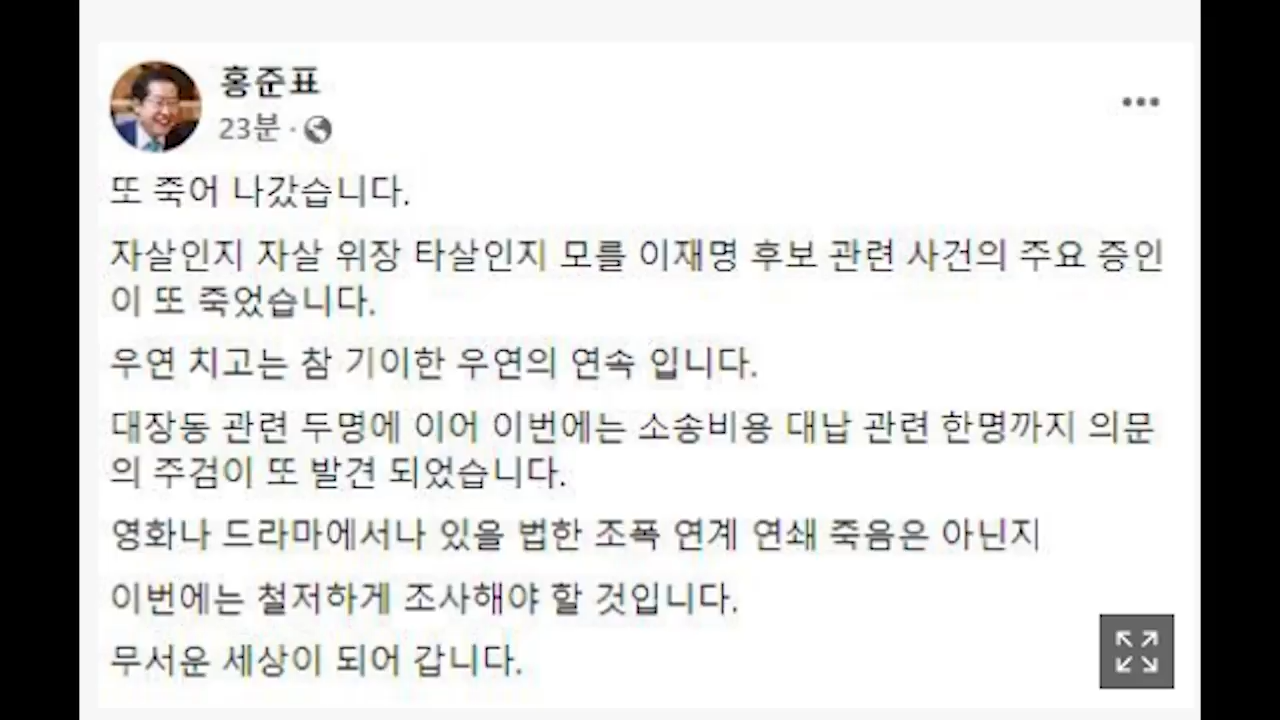 홍준표
23분 ·
또 죽어 나갔습니다.
자살인지 자살 위장 타살인지 모를 이재명 후보 관련 사건의 주요 증인
이 또 죽었습니다.
우연 치고는 참 기이한 우연의 연속 입니다.
대장동 관련 두명에 이어 이번에는 소송비용 대납 관련 한명까지 의문
의 주검이 또 발견 되었습니다.
영화나 드라마에서나 있을 법한 조폭 연계 연쇄 죽음은 아닌지
이번에는 철저하게 조사해야 할 것입니다.
무서운 세상이 되어 갑니다.